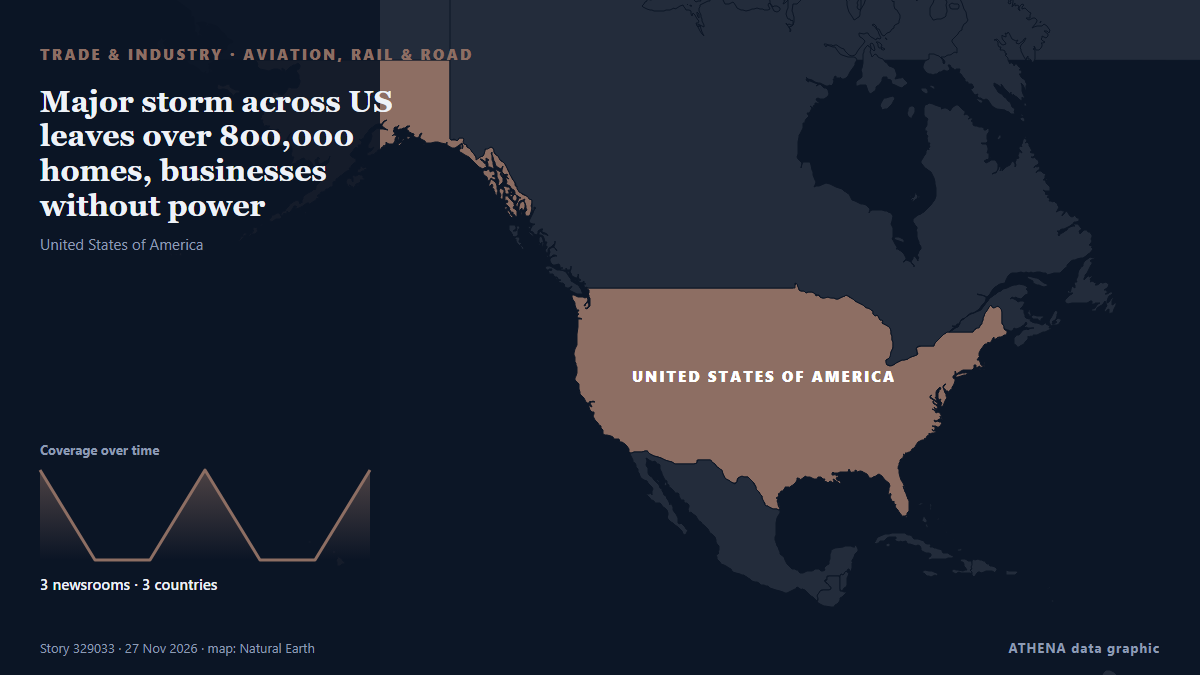 TRADE & INDUSTRY · AVIATION, RAIL & ROAD
Major storm across US
leaves over 800,000
homes, businesses
without power
United States of America
UNITED STATES OF AMERICA
Coverage over time
3 newsrooms · 3 countries
Story 329033 · 27 Nov 2026 · map: Natural Earth
ATHENA data graphic